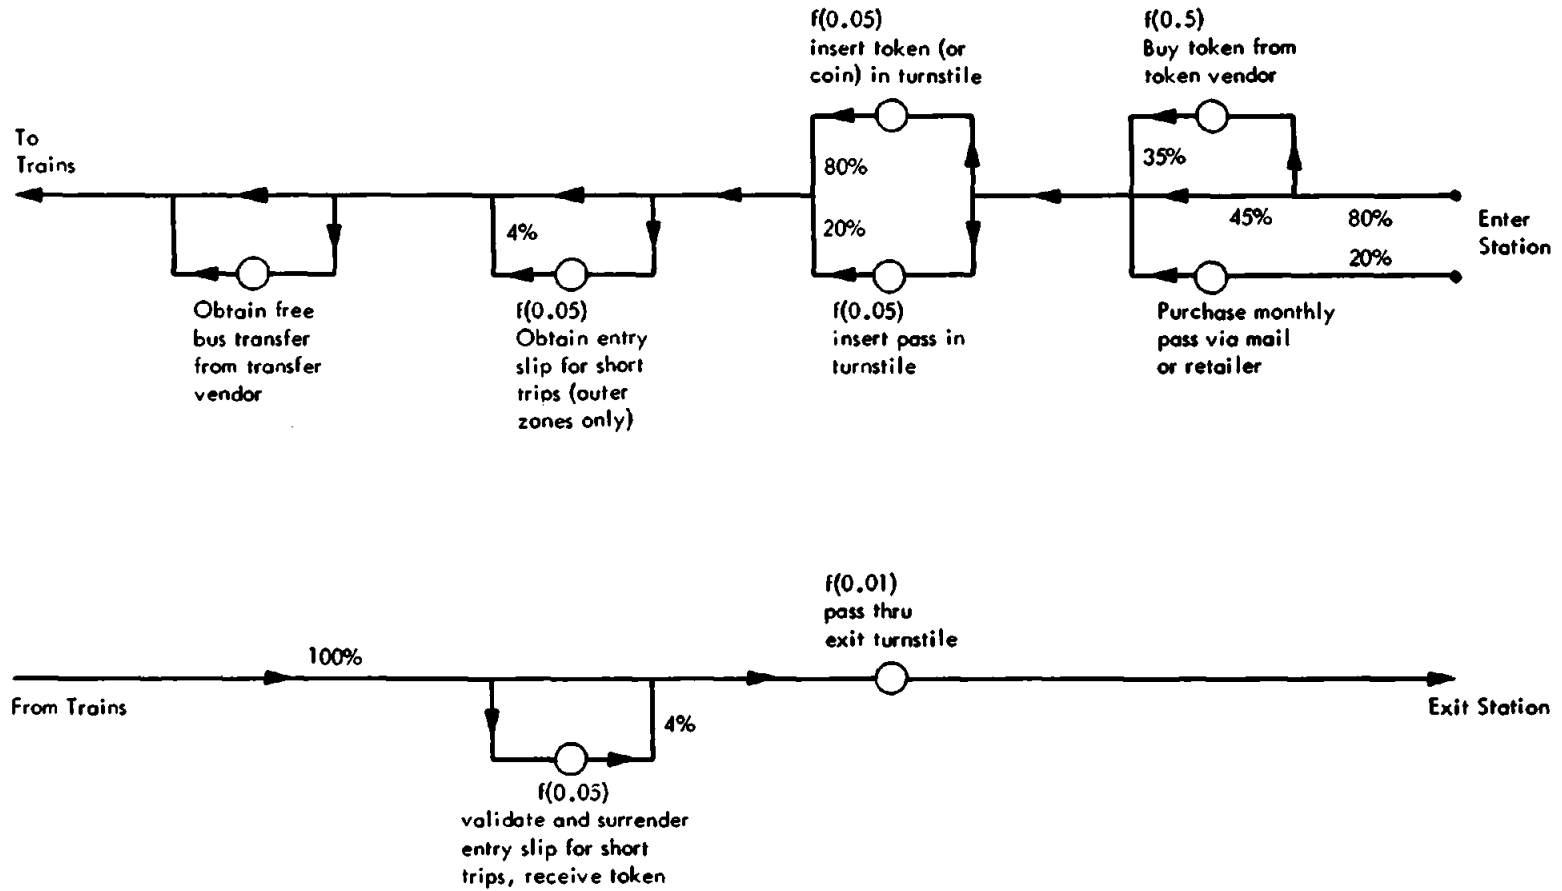 f(0.05)
insert token (or
coin) in turnstile
f(0.5)
Buy token from
token vendor
To
Trains
80%
20%
35%
45%
80%
20%
Enter
Station
4%
Obtain free
bus transfer
from transfer
vendor
f(0.05)
Obtain entry
slip for short
trips (outer
zones only)
f(0.05)
insert pass in
turnstile
Purchase monthly
pass via mail
or retailer
f(0.01)
pass thru
exit turnstile
100%
From Trains
4%
Exit Station
f(0.05)
validate and surrender
entry slip for short
trips, receive token